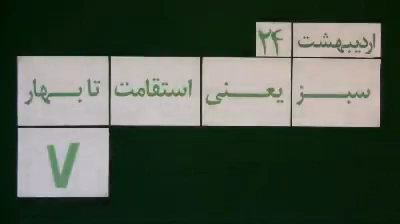 اردیبهشت ۲۴
سبز یعنی استقامت تا بهار
۷